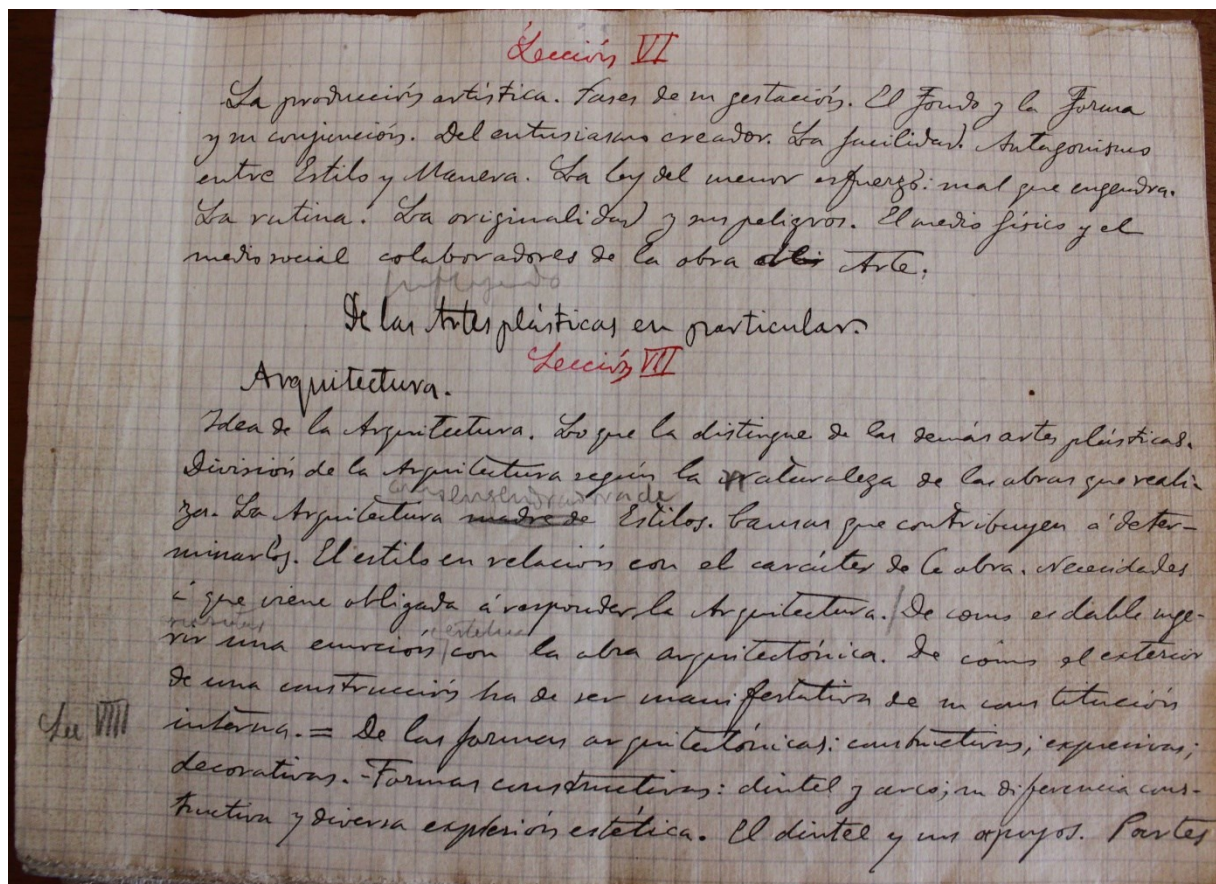 Lección VI
La producción artística. Fases de su gestación. El Fondo y la Forma
y su conjunción. Del entusiasmo creador. La facilidad. Antagonismo
entre Estilo y Manera. La ley del menor esfuerzo: mal que engendra.
La rutina. La originalidad y sus peligros. El medio físico y el
medio social colaboradores de la obra Arte.
De las Artes plásticas en particular.
Lección VII
Arquitectura.
Idea de la Arquitectura. Lo que la distingue de las demás artes plásticas.
División de la Arquitectura según la naturaleza de las obras que reali-
za. La Arquitectura madre de Estilos. Causas que contribuyen á deter-
minarlos. El estilo en relación con el carácter de la obra. Necesidades
á que viene obligada á responder la Arquitectura. / De como es dable suge-
rir una emoción con la obra arquitectónica. De cómo el exterior
de una construcción ha de ser manifestativo de su constitución
Lec VIII
interna. = De las formas arquitectónicas: constructivas; expresivas;
decorativas. - Formas constructivas: dintel y arco; su diferencia cons-
tructiva y diversa expresión estética. El dintel y sus apoyos. Partes